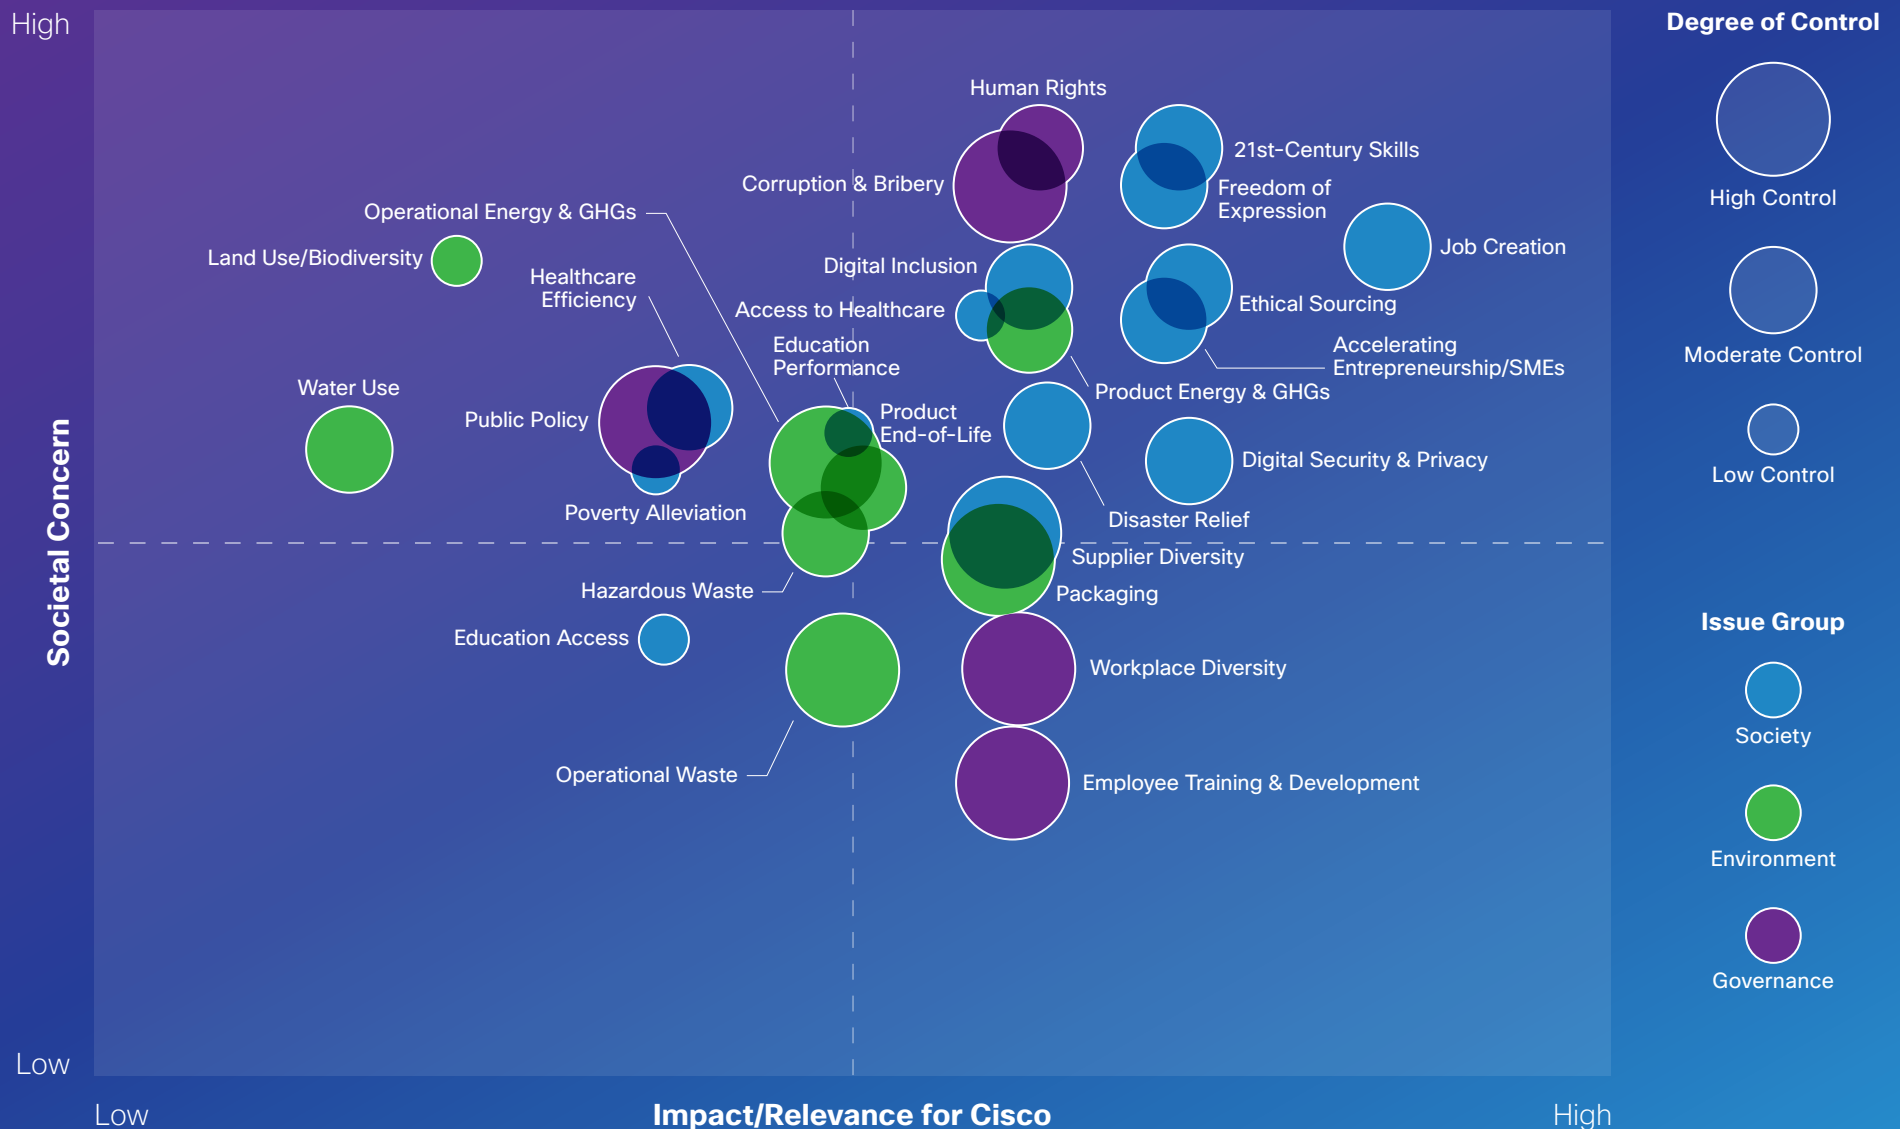 High
Human Rights
21st-Century Skills
Corruption & Bribery
Freedom of
Expression
Operational Energy & GHGs
Job Creation
Land Use/Biodiversity
Digital Inclusion
Healthcare
Efficiency
Ethical Sourcing
Access to Healthcare
Education
Performance
Accelerating
Entrepreneurship/SMEs
Water Use
Product Energy & GHGs
Public Policy
Product
End-of-Life
Digital Security & Privacy
Poverty Alleviation
Disaster Relief
Supplier Diversity
Hazardous Waste
Packaging
Education Access
Workplace Diversity
Operational Waste
Employee Training & Development
Societal Concern
Low
Low
Impact/Relevance for Cisco
High
Degree of Control
High Control
Moderate Control
Low Control
Issue Group
Society
Environment
Governance